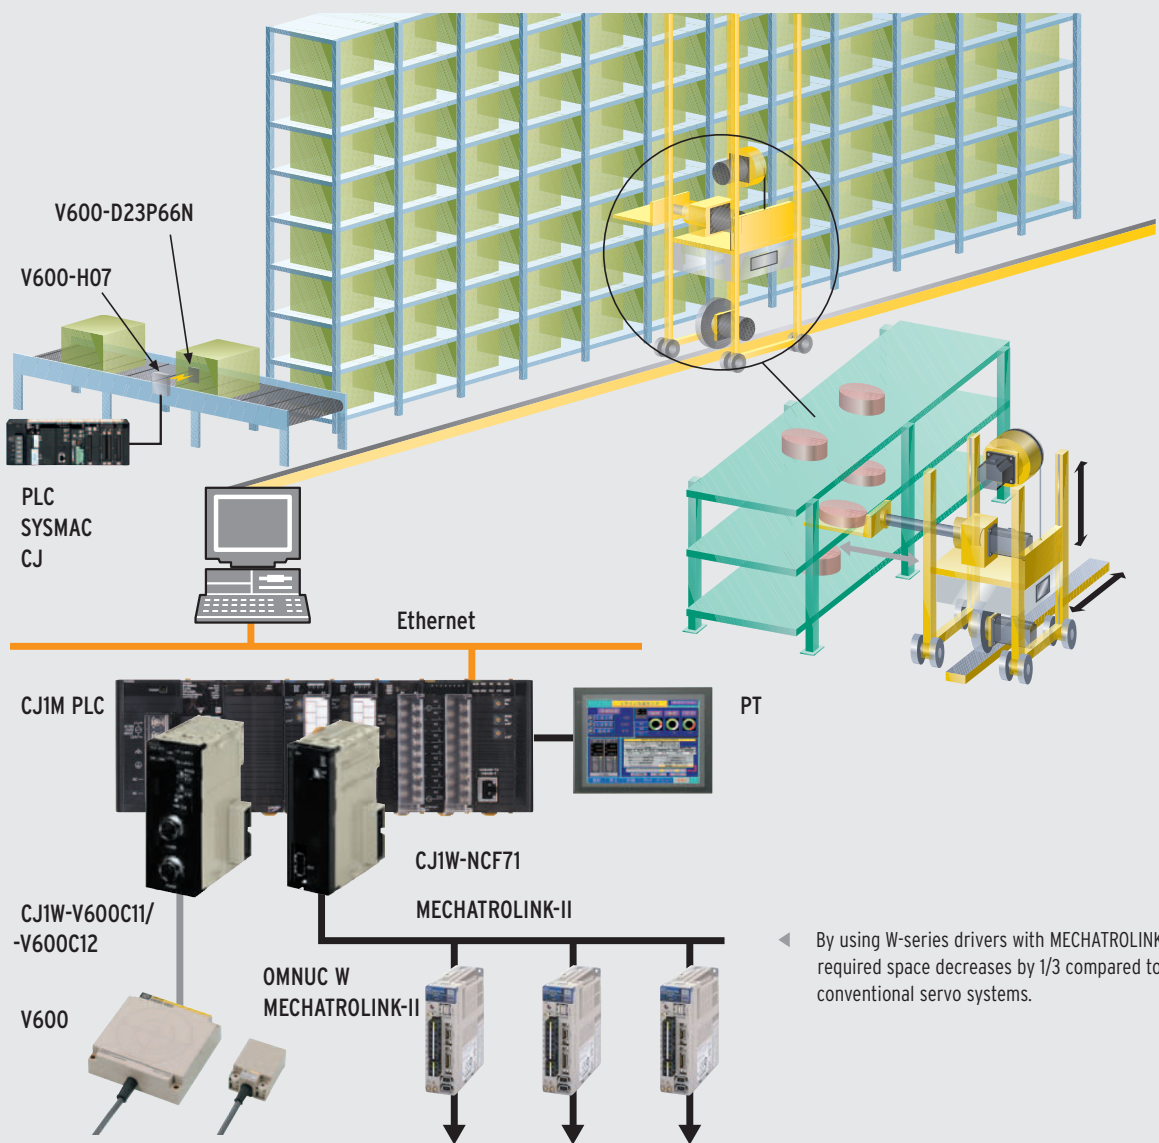 V600-D23P66N
V600-H07
PLC
SYSMAC
CJ
Ethernet
CJ1M PLC
PT
CJ1W-NCF71
CJ1W-V600C11/
-V600C12
MECHATROLINK-II
OMNUC W
MECHATROLINK-II
V600
By using W-series drivers with MECHATROLINK
required space decreases by 1/3 compared to
conventional servo systems.